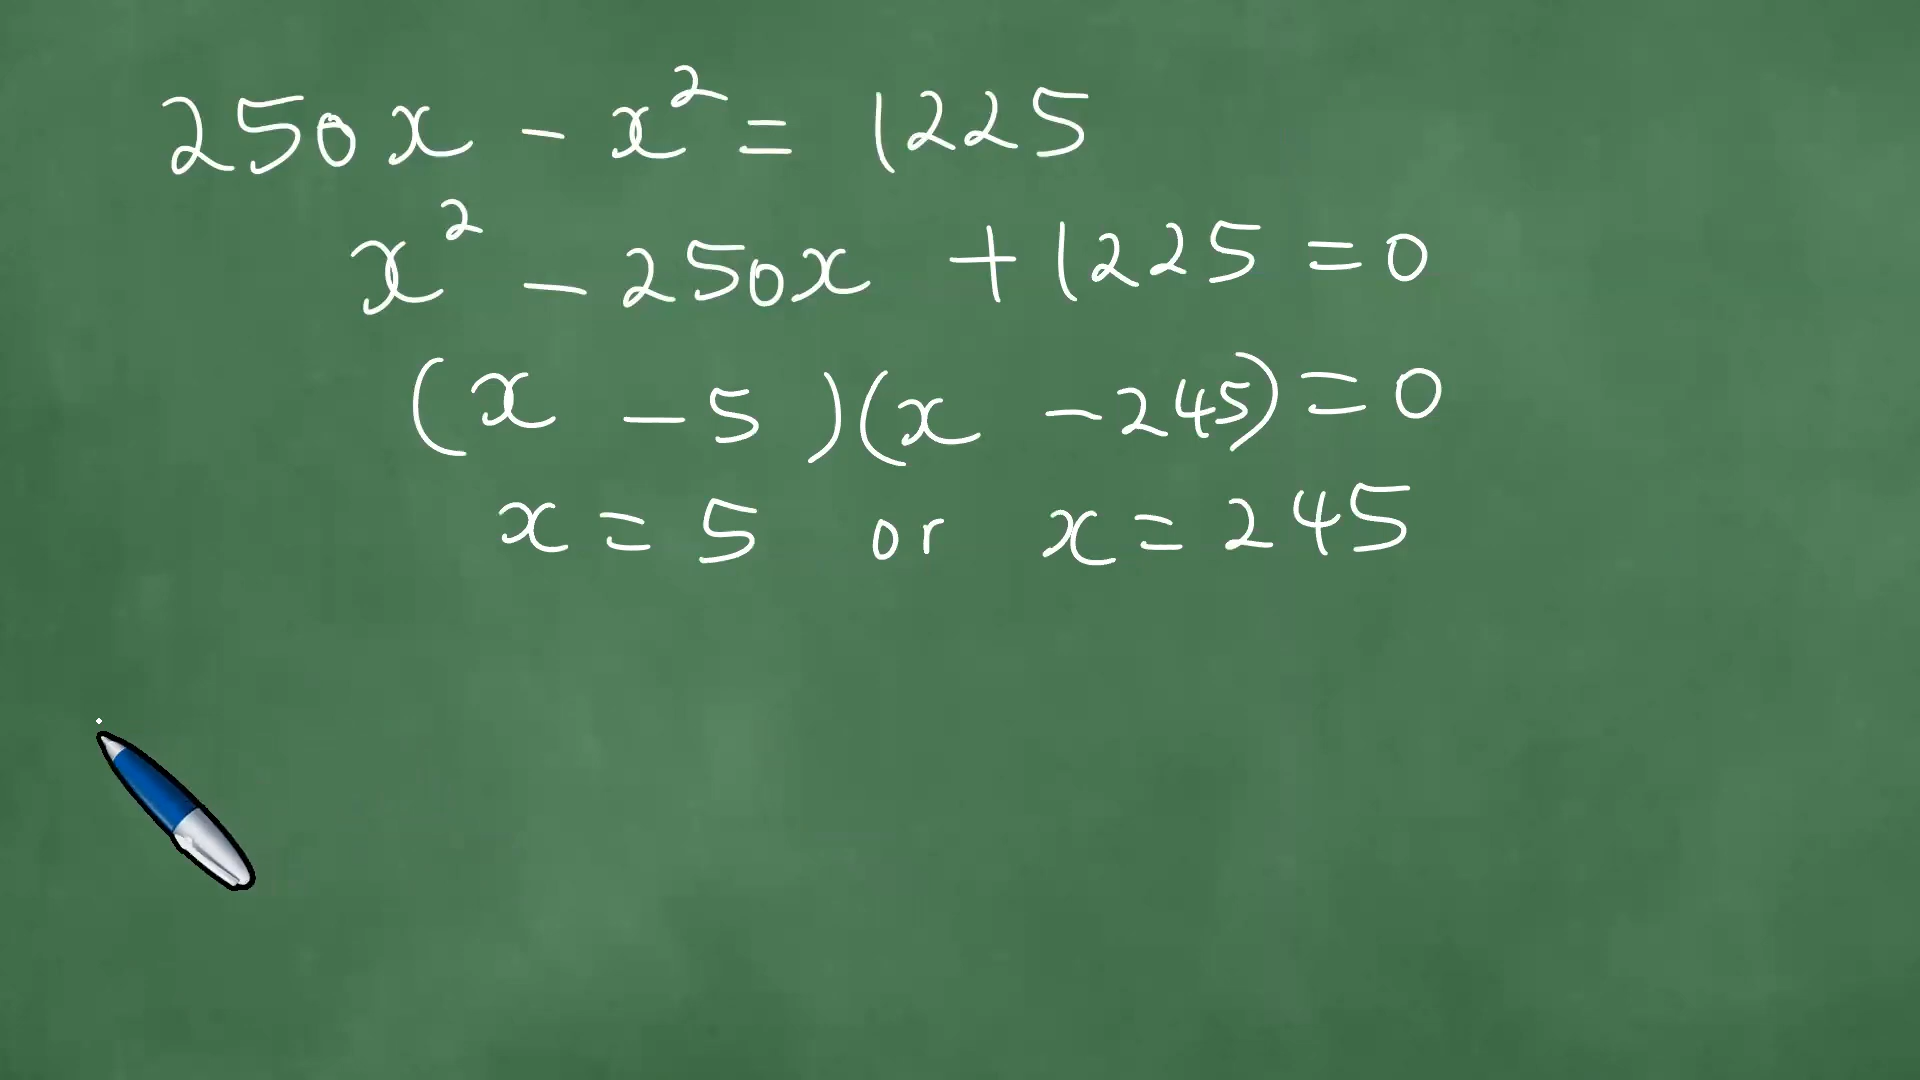 250x - x² = 1225
x² - 250x + 1225 = 0
(x - 5)(x - 245) = 0
x = 5 or x = 245